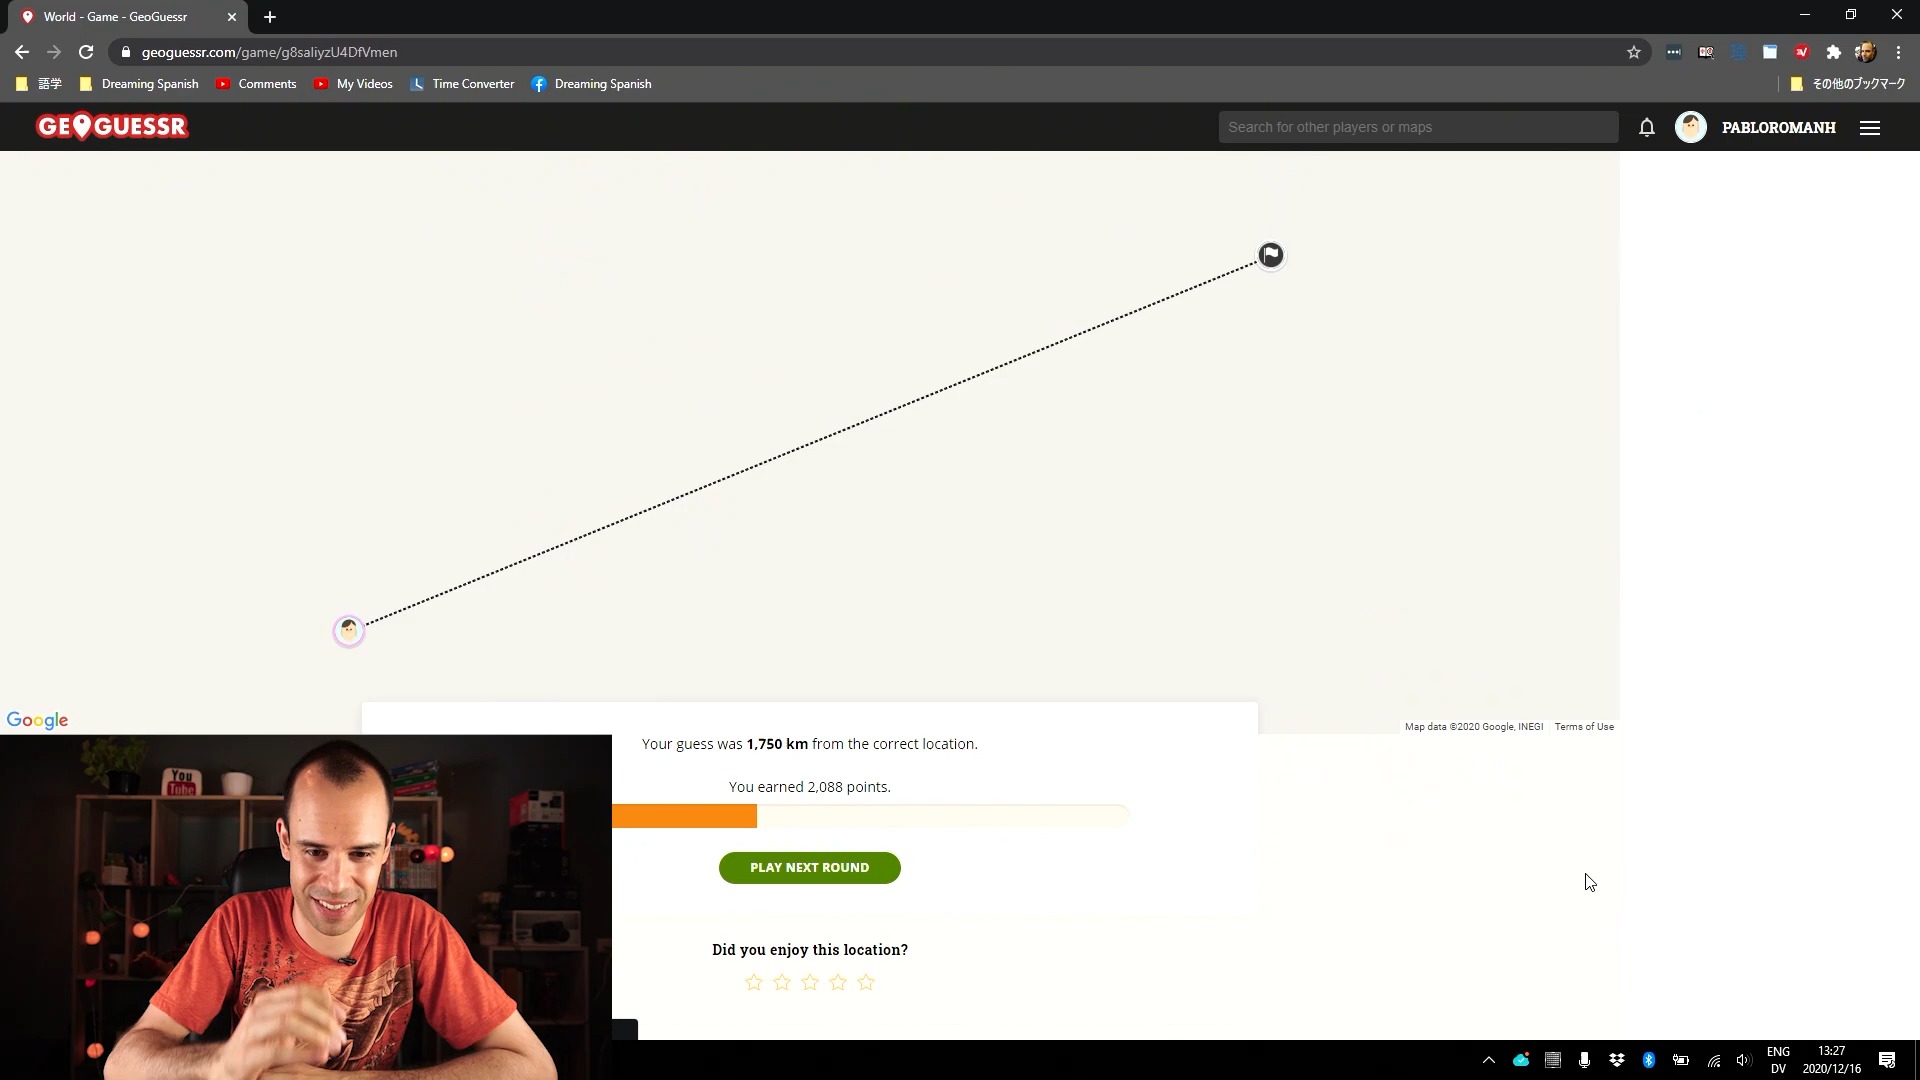 World - Game - GeoGuessr
geoguessr.com/game/g8saliyzU4DfVmen
語学
Dreaming Spanish
Comments
My Videos
Time Converter
Dreaming Spanish
その他のブックマーク
GEOGUESSR
Search for other players or maps
PABLOROMANH
Google
Map data ©2020 Google, INEGI
Terms of Use
Your guess was 1,750 km from the correct location.
You earned 2,088 points.
PLAY NEXT ROUND
Did you enjoy this location?
You
Tube
ENG
DV
13:27
2020/12/16